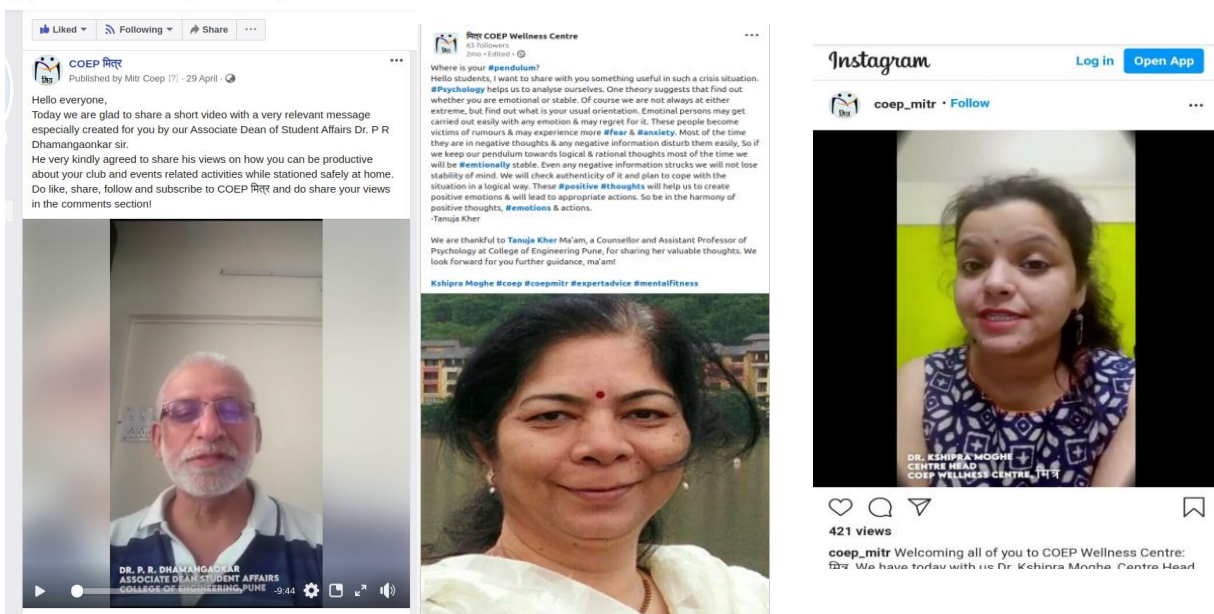 Liked
Following
Share
COEP मित्र
Published by Mitr Coep [?] · 29 April ·
Hello everyone,
Today we are glad to share a short video with a very relevant message
especially created for you by our Associate Dean of Student Affairs Dr. P R
Dhamangaonkar sir.
He very kindly agreed to share his views on how you can be productive
about your club and events related activities while stationed safely at home.
Do like, share, follow and subscribe to COEP मित्र and do share your views
in the comments section!
DR. P. R. DHAMANGAOKAR
ASSOCIATE DEAN STUDENT AFFAIRS
COLLEGE OF ENGINEERING, PUNE
-9:44
मित्र COEP Wellness Centre
65 followers
2mo • Edited •
Where is your #pendulum?
Hello students, I want to share with you something useful in such a crisis situation.
#Psychology helps us to analyse ourselves. One theory suggests that find out
whether you are emotional or stable. Of course we are not always at either
extreme, but find out what is your usual orientation. Emotinal persons may get
carried out easily with any emotion & may regret for it. These people become
victims of rumours & may experience more #fear & #anxiety. Most of the time
they are in negative thoughts & any negative information disturb them easily, So if
we keep our pendulum towards logical & rational thoughts most of the time we
will be #emtionally stable. Even any negative information strucks we will not lose
stability of mind. We will check authenticity of it and plan to cope with the
situation in a logical way. These #positive #thoughts will help us to create
positive emotions & will lead to appropriate actions. So be in the harmony of
positive thoughts, #emotions & actions.
-Tanuja Kher
We are thankful to Tanuja Kher Ma'am, a Counsellor and Assistant Professor of
Psychology at College of Engineering Pune, for sharing her valuable thoughts. We
look forward for you further guidance, ma'am!
Kshipra Moghe #coep #coepmitr #expertadvice #mentalfitness
Instagram
Log in
Open App
coep_mitr • Follow
DR. KSHIPRA MOGHE
CENTRE HEAD
COEP WELLNESS CENTRE, मित्र
421 views
coep_mitr Welcoming all of you to COEP Wellness Centre:
मित्र. We have today with us Dr. Kshipra Moghe, Centre Head